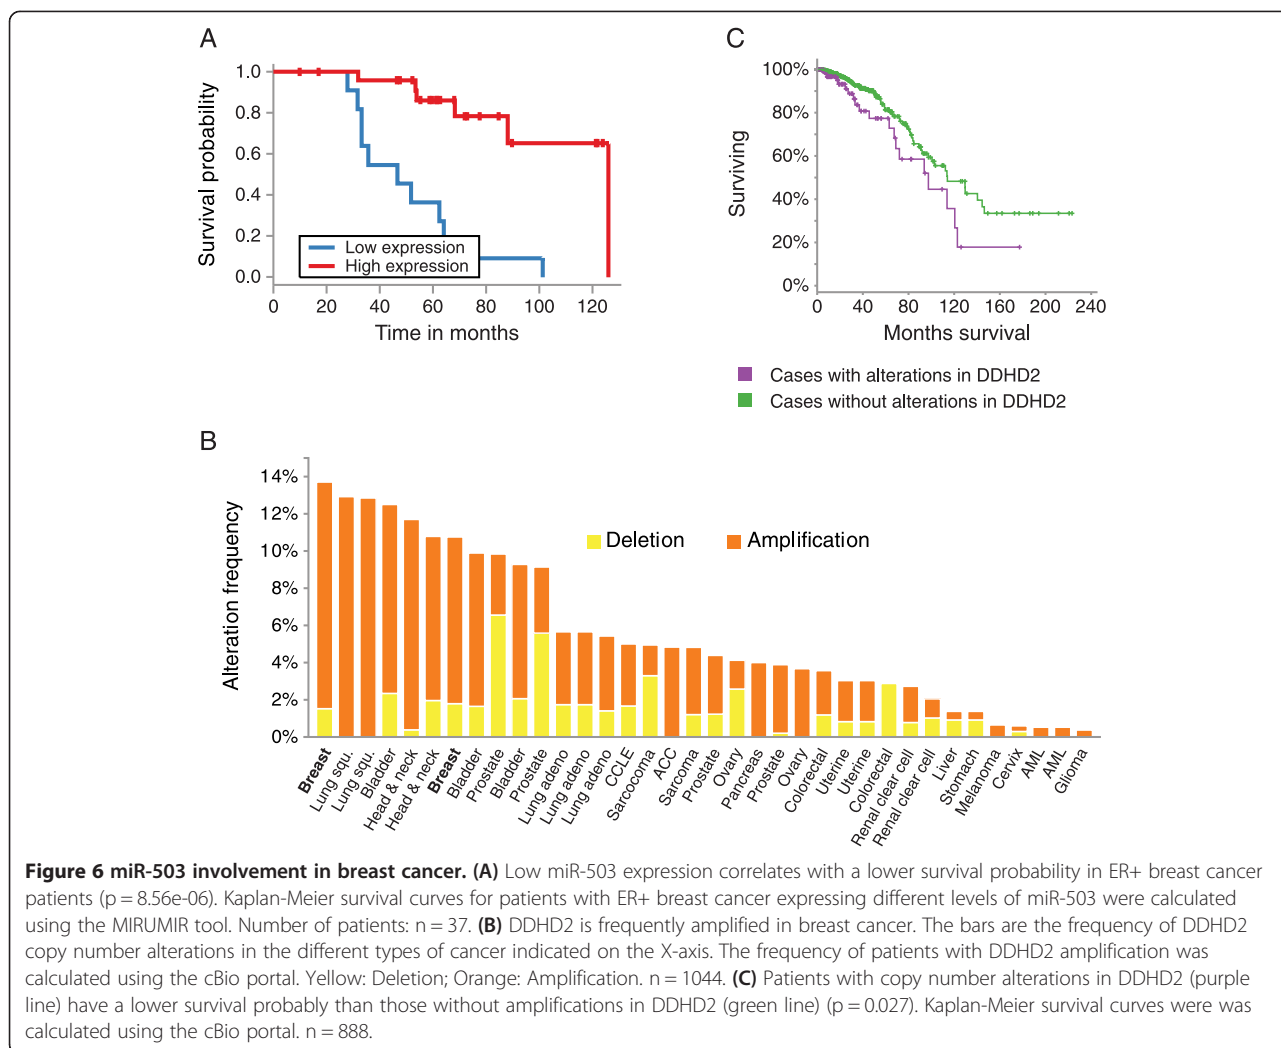 A
Survival probability
1.0
0.8
0.6
0.4
0.2
0.0
Low expression
High expression
0 20 40 60 80 100 120
Time in months
C
Surviving
100%
80%
60%
40%
20%
0%
0 40 80 120 160 200 240
Months survival
Cases with alterations in DDHD2
Cases without alterations in DDHD2
B
Alteration frequency
14%
12%
10%
8%
6%
4%
2%
0%
Deletion Amplification
Breast
Lung squ.
Lung squ.
Bladder
Head & neck
Head & neck
Breast
Bladder
Prostate
Bladder
Prostate
Lung adeno
Lung adeno
Lung adeno
CCLE
Sarcocoma
ACC
Sarcoma
Prostate
Ovary
Pancreas
Prostate
Ovary
Colorectal
Uterine
Uterine
Colorectal
Renal clear cell
Renal clear cell
Liver
Stomach
Melanoma
Cervix
AML
AML
Glioma
Figure 6 miR-503 involvement in breast cancer. (A) Low miR-503 expression correlates with a lower survival probability in ER+ breast cancer
patients (p = 8.56e-06). Kaplan-Meier survival curves for patients with ER+ breast cancer expressing different levels of miR-503 were calculated
using the MIRUMIR tool. Number of patients: n = 37. (B) DDHD2 is frequently amplified in breast cancer. The bars are the frequency of DDHD2
copy number alterations in the different types of cancer indicated on the X-axis. The frequency of patients with DDHD2 amplification was
calculated using the cBio portal. Yellow: Deletion; Orange: Amplification. n = 1044. (C) Patients with copy number alterations in DDHD2 (purple
line) have a lower survival probably than those without amplifications in DDHD2 (green line) (p = 0.027). Kaplan-Meier survival curves were was
calculated using the cBio portal. n = 888.